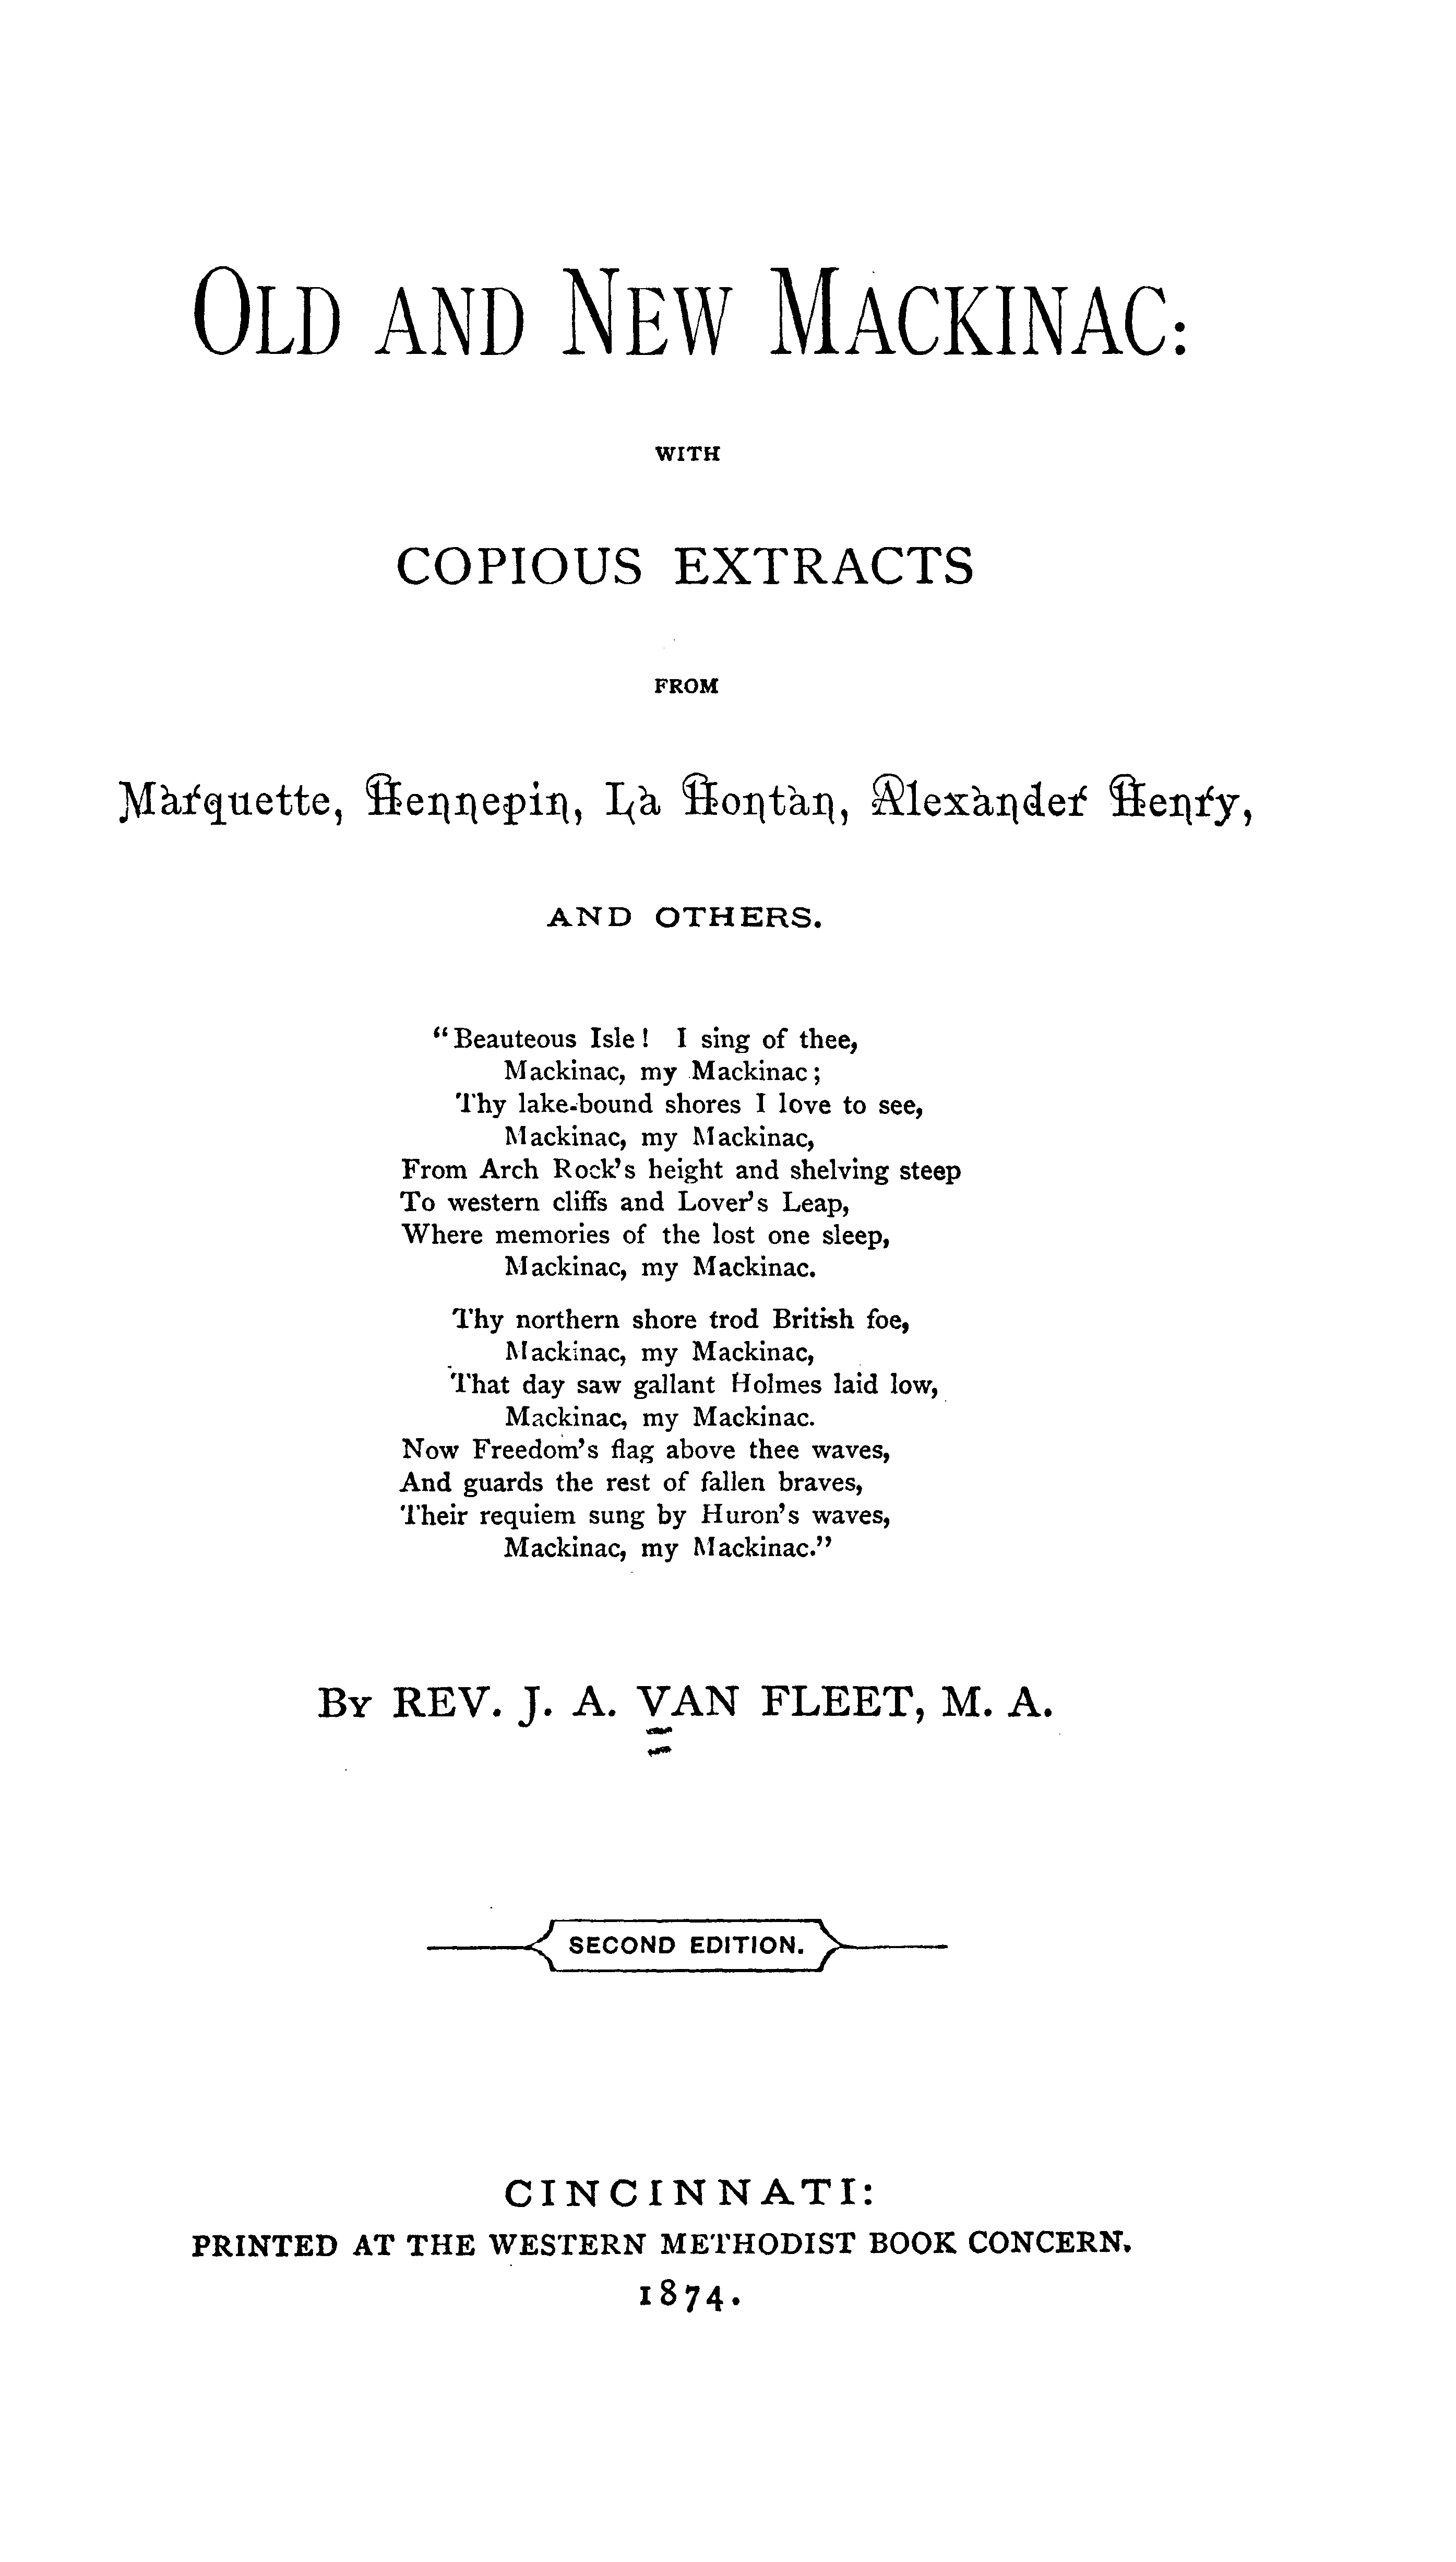 OLD AND NEW MACKINAC:
WITH
COPIOUS EXTRACTS
FROM
Marquette, Hennepin, La Hontan, Alexander Henry,
AND OTHERS.
“Beauteous Isle! I sing of thee,
Mackinac, my Mackinac;
Thy lake-bound shores I love to see,
Mackinac, my Mackinac,
From Arch Rock’s height and shelving steep
To western cliffs and Lover’s Leap,
Where memories of the lost one sleep,
Mackinac, my Mackinac.
Thy northern shore trod British foe,
Mackinac, my Mackinac,
That day saw gallant Holmes laid low,
Mackinac, my Mackinac.
Now Freedom’s flag above thee waves,
And guards the rest of fallen braves,
Their requiem sung by Huron’s waves,
Mackinac, my Mackinac.”
By REV. J. A. VAN FLEET, M. A.
SECOND EDITION.
CINCINNATI:
PRINTED AT THE WESTERN METHODIST BOOK CONCERN.
1874.